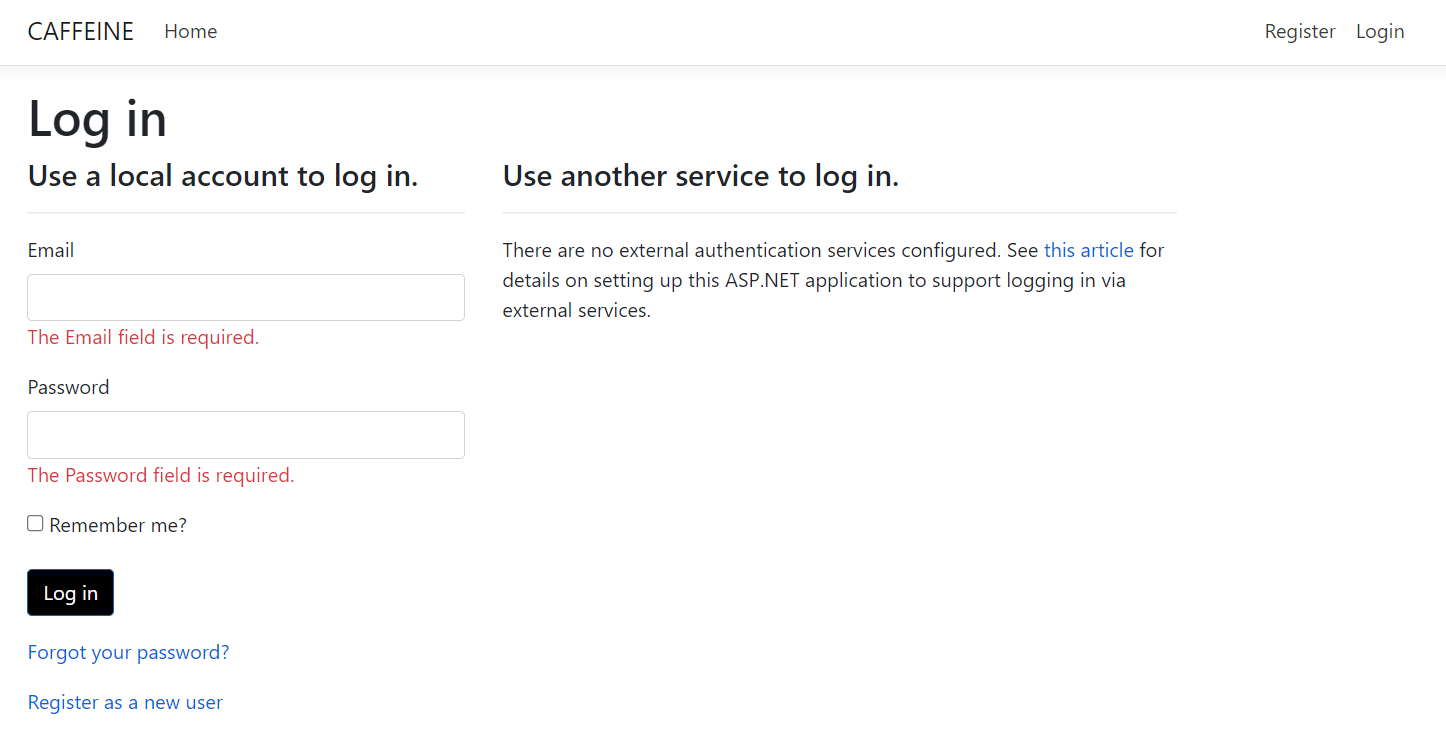 CAFFEINE Home Register Login
Log in
Use a local account to log in.
Email
The Email field is required.
Password
The Password field is required.
Remember me?
Log in
Forgot your password?
Register as a new user
Use another service to log in.
There are no external authentication services configured. See this article for
details on setting up this ASP.NET application to support logging in via
external services.